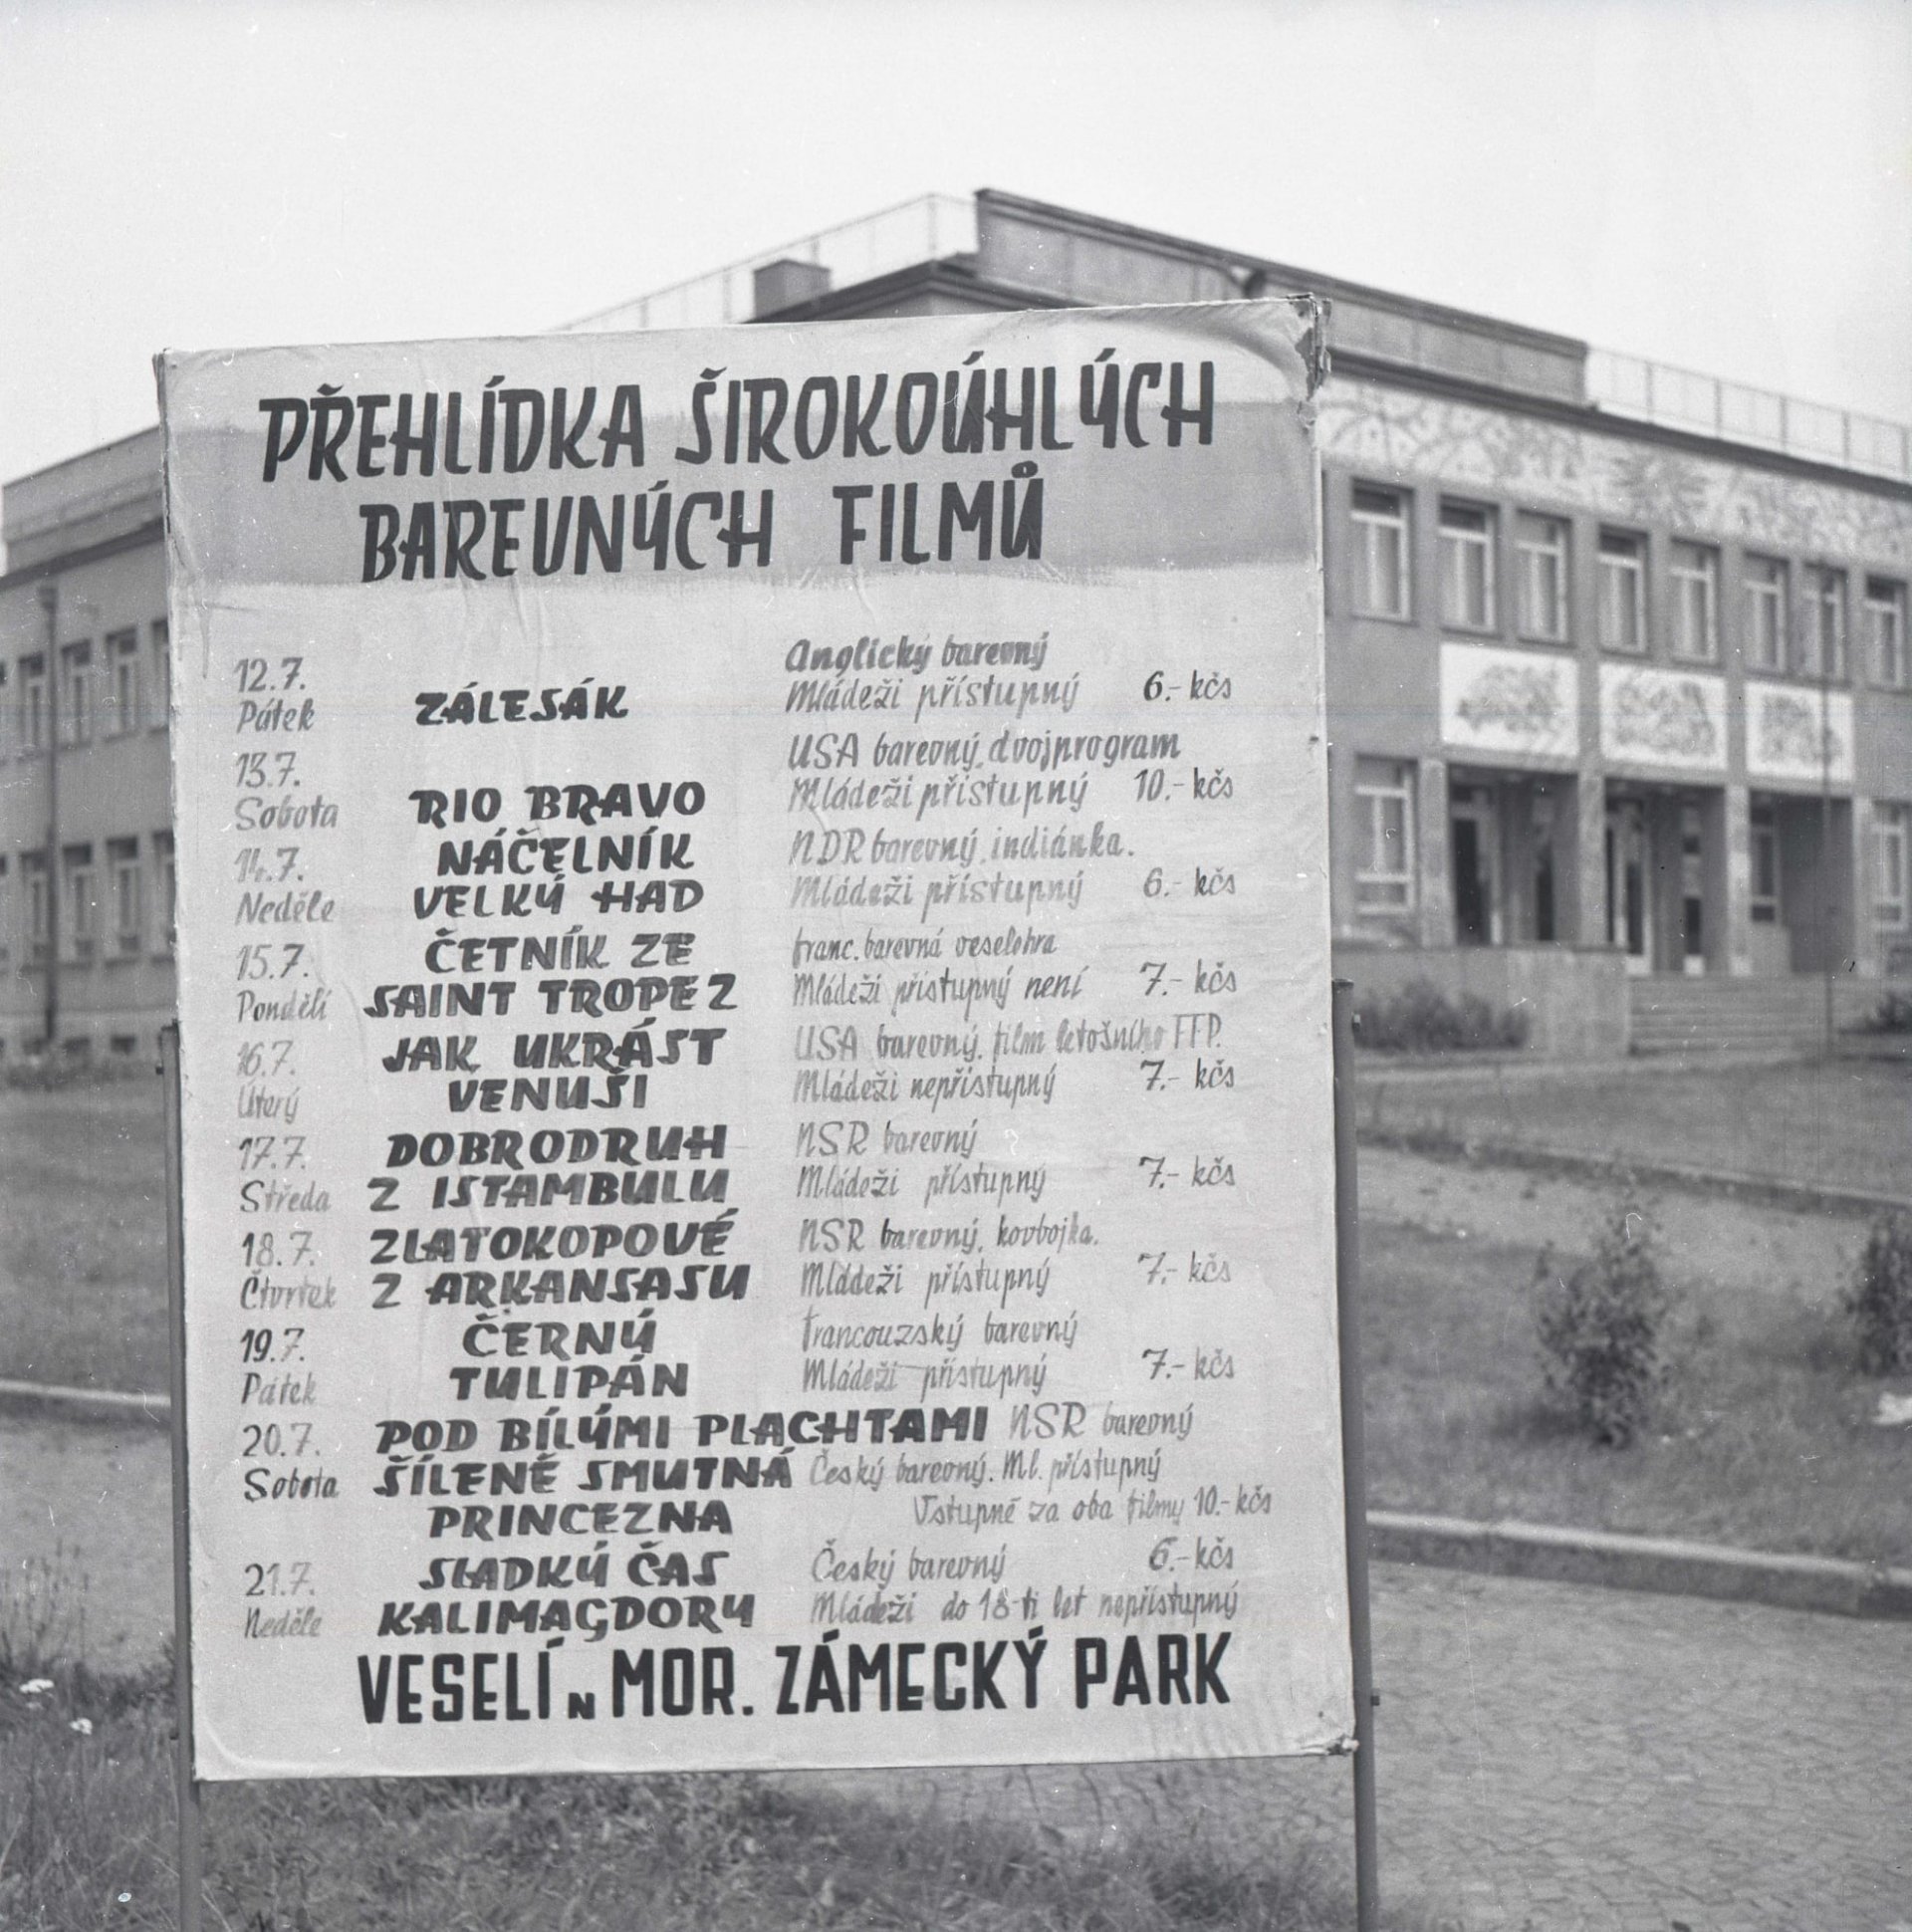 PŘEHLÍDKA ŠIROKOÚHLÝCH
BAREVNÝCH FILMŮ
12.7. Anglický barevný
Pátek ZÁLESÁK Mládeži přístupný 6.- kčs
13.7. USA barevný, dvojprogram
Sobota RIO BRAVO Mládeži přístupný 10.- kčs
14.7. NÁČELNÍK NDR barevný, indiánka.
Neděle VELKÝ HAD Mládeži přístupný 6.- kčs
15.7. ČETNÍK ZE franc. barevná veselohra
Pondělí SAINT TROPEZ Mládeži přístupný není 7.- kčs
16.7. JAK UKRÁST USA barevný, film letošního FFP.
Úterý VENUŠI Mládeži nepřístupný 7.- kčs
17.7. DOBRODRUH NSR barevný
Středa Z ISTAMBULU Mládeži přístupný 7.- kčs
18.7. ZLATOKOPOVÉ NSR barevný, kovbojka.
Čtvrtek Z ARKANSASU Mládeži přístupný 7.- kčs
19.7. ČERNÝ francouzský barevný
Pátek TULIPÁN Mládeži přístupný 7.- kčs
20.7. POD BÍLÝMI PLACHTAMI NSR barevný
Sobota ŠÍLENĚ SMUTNÁ Český barevný. Ml. přístupný
PRINCEZNA Vstupné za oba filmy 10.- kčs
21.7. SLADKÝ ČAS Český barevný 6.- kčs
Neděle KALIMAGDORY Mládeži do 18-ti let nepřístupný
VESELÍ N MOR. ZÁMECKÝ PARK